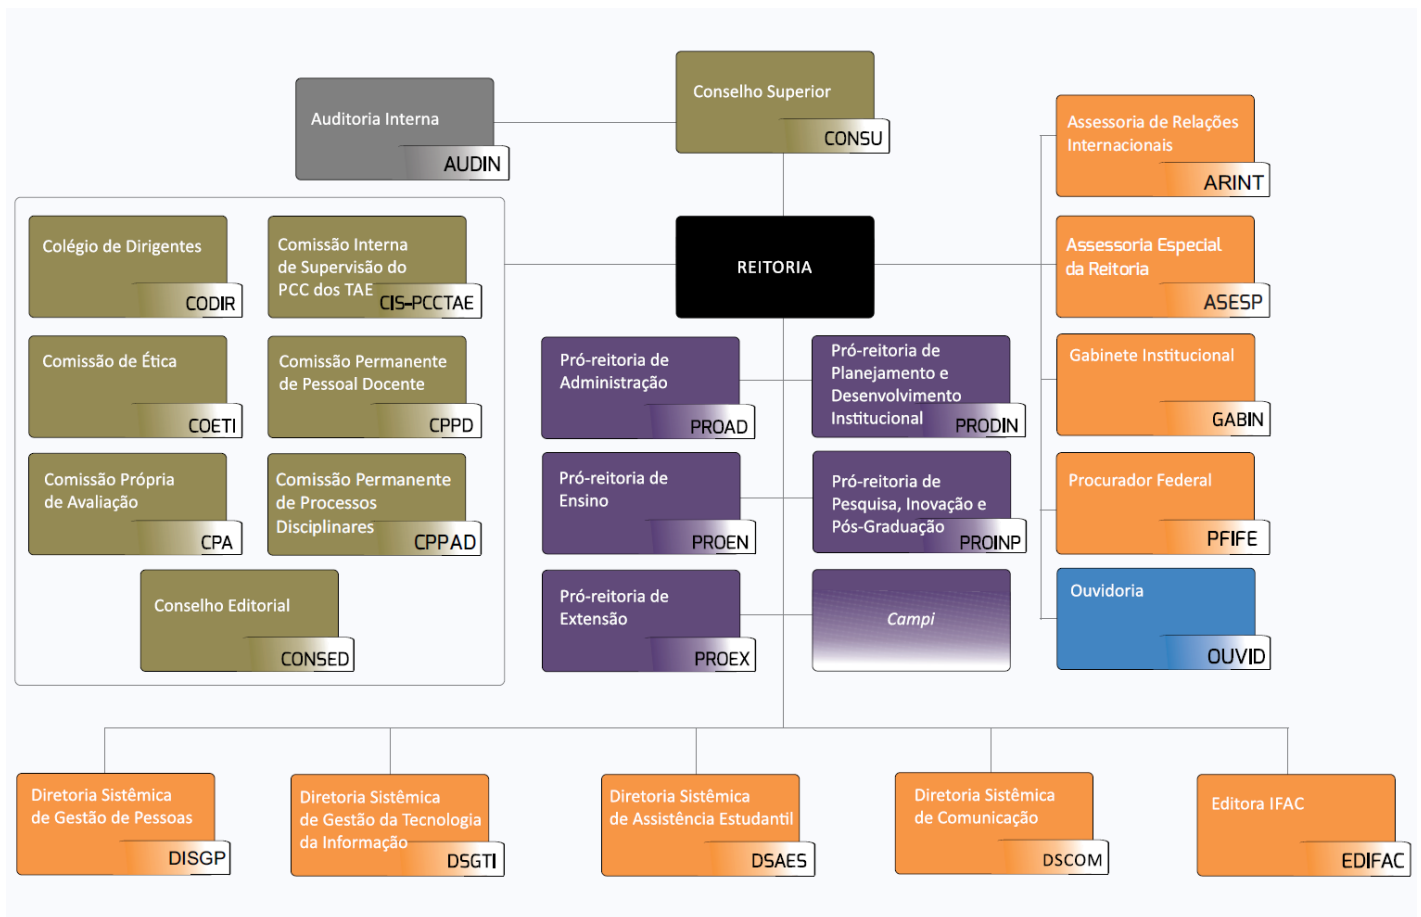 Conselho Superior
CONSU
Auditoria Interna
AUDIN
Assessoria de Relações
Internacionais
ARINT
Colégio de Dirigentes
CODIR
Comissão Interna
de Supervisão do
PCC dos TAE
CIS-PCCTAE
REITORIA
Assessoria Especial
da Reitoria
ASESP
Comissão de Ética
COETI
Comissão Permanente
de Pessoal Docente
CPPD
Pró-reitoria de
Administração
PROAD
Pró-reitoria de
Planejamento e
Desenvolvimento
Institucional
PRODIN
Gabinete Institucional
GABIN
Comissão Própria
de Avaliação
CPA
Comissão Permanente
de Processos
Disciplinares
CPPAD
Pró-reitoria de
Ensino
PROEN
Pró-reitoria de
Pesquisa, Inovação e
Pós-Graduação
PROINP
Procurador Federal
PFIFE
Conselho Editorial
CONSED
Pró-reitoria de
Extensão
PROEX
Campi
Ouvidoria
OUVID
Diretoria Sistêmica
de Gestão de Pessoas
DISGP
Diretoria Sistêmica
de Gestão da Tecnologia
da Informação
DSGTI
Diretoria Sistêmica
de Assistência Estudantil
DSAES
Diretoria Sistêmica
de Comunicação
DSCOM
Editora IFAC
EDIFAC